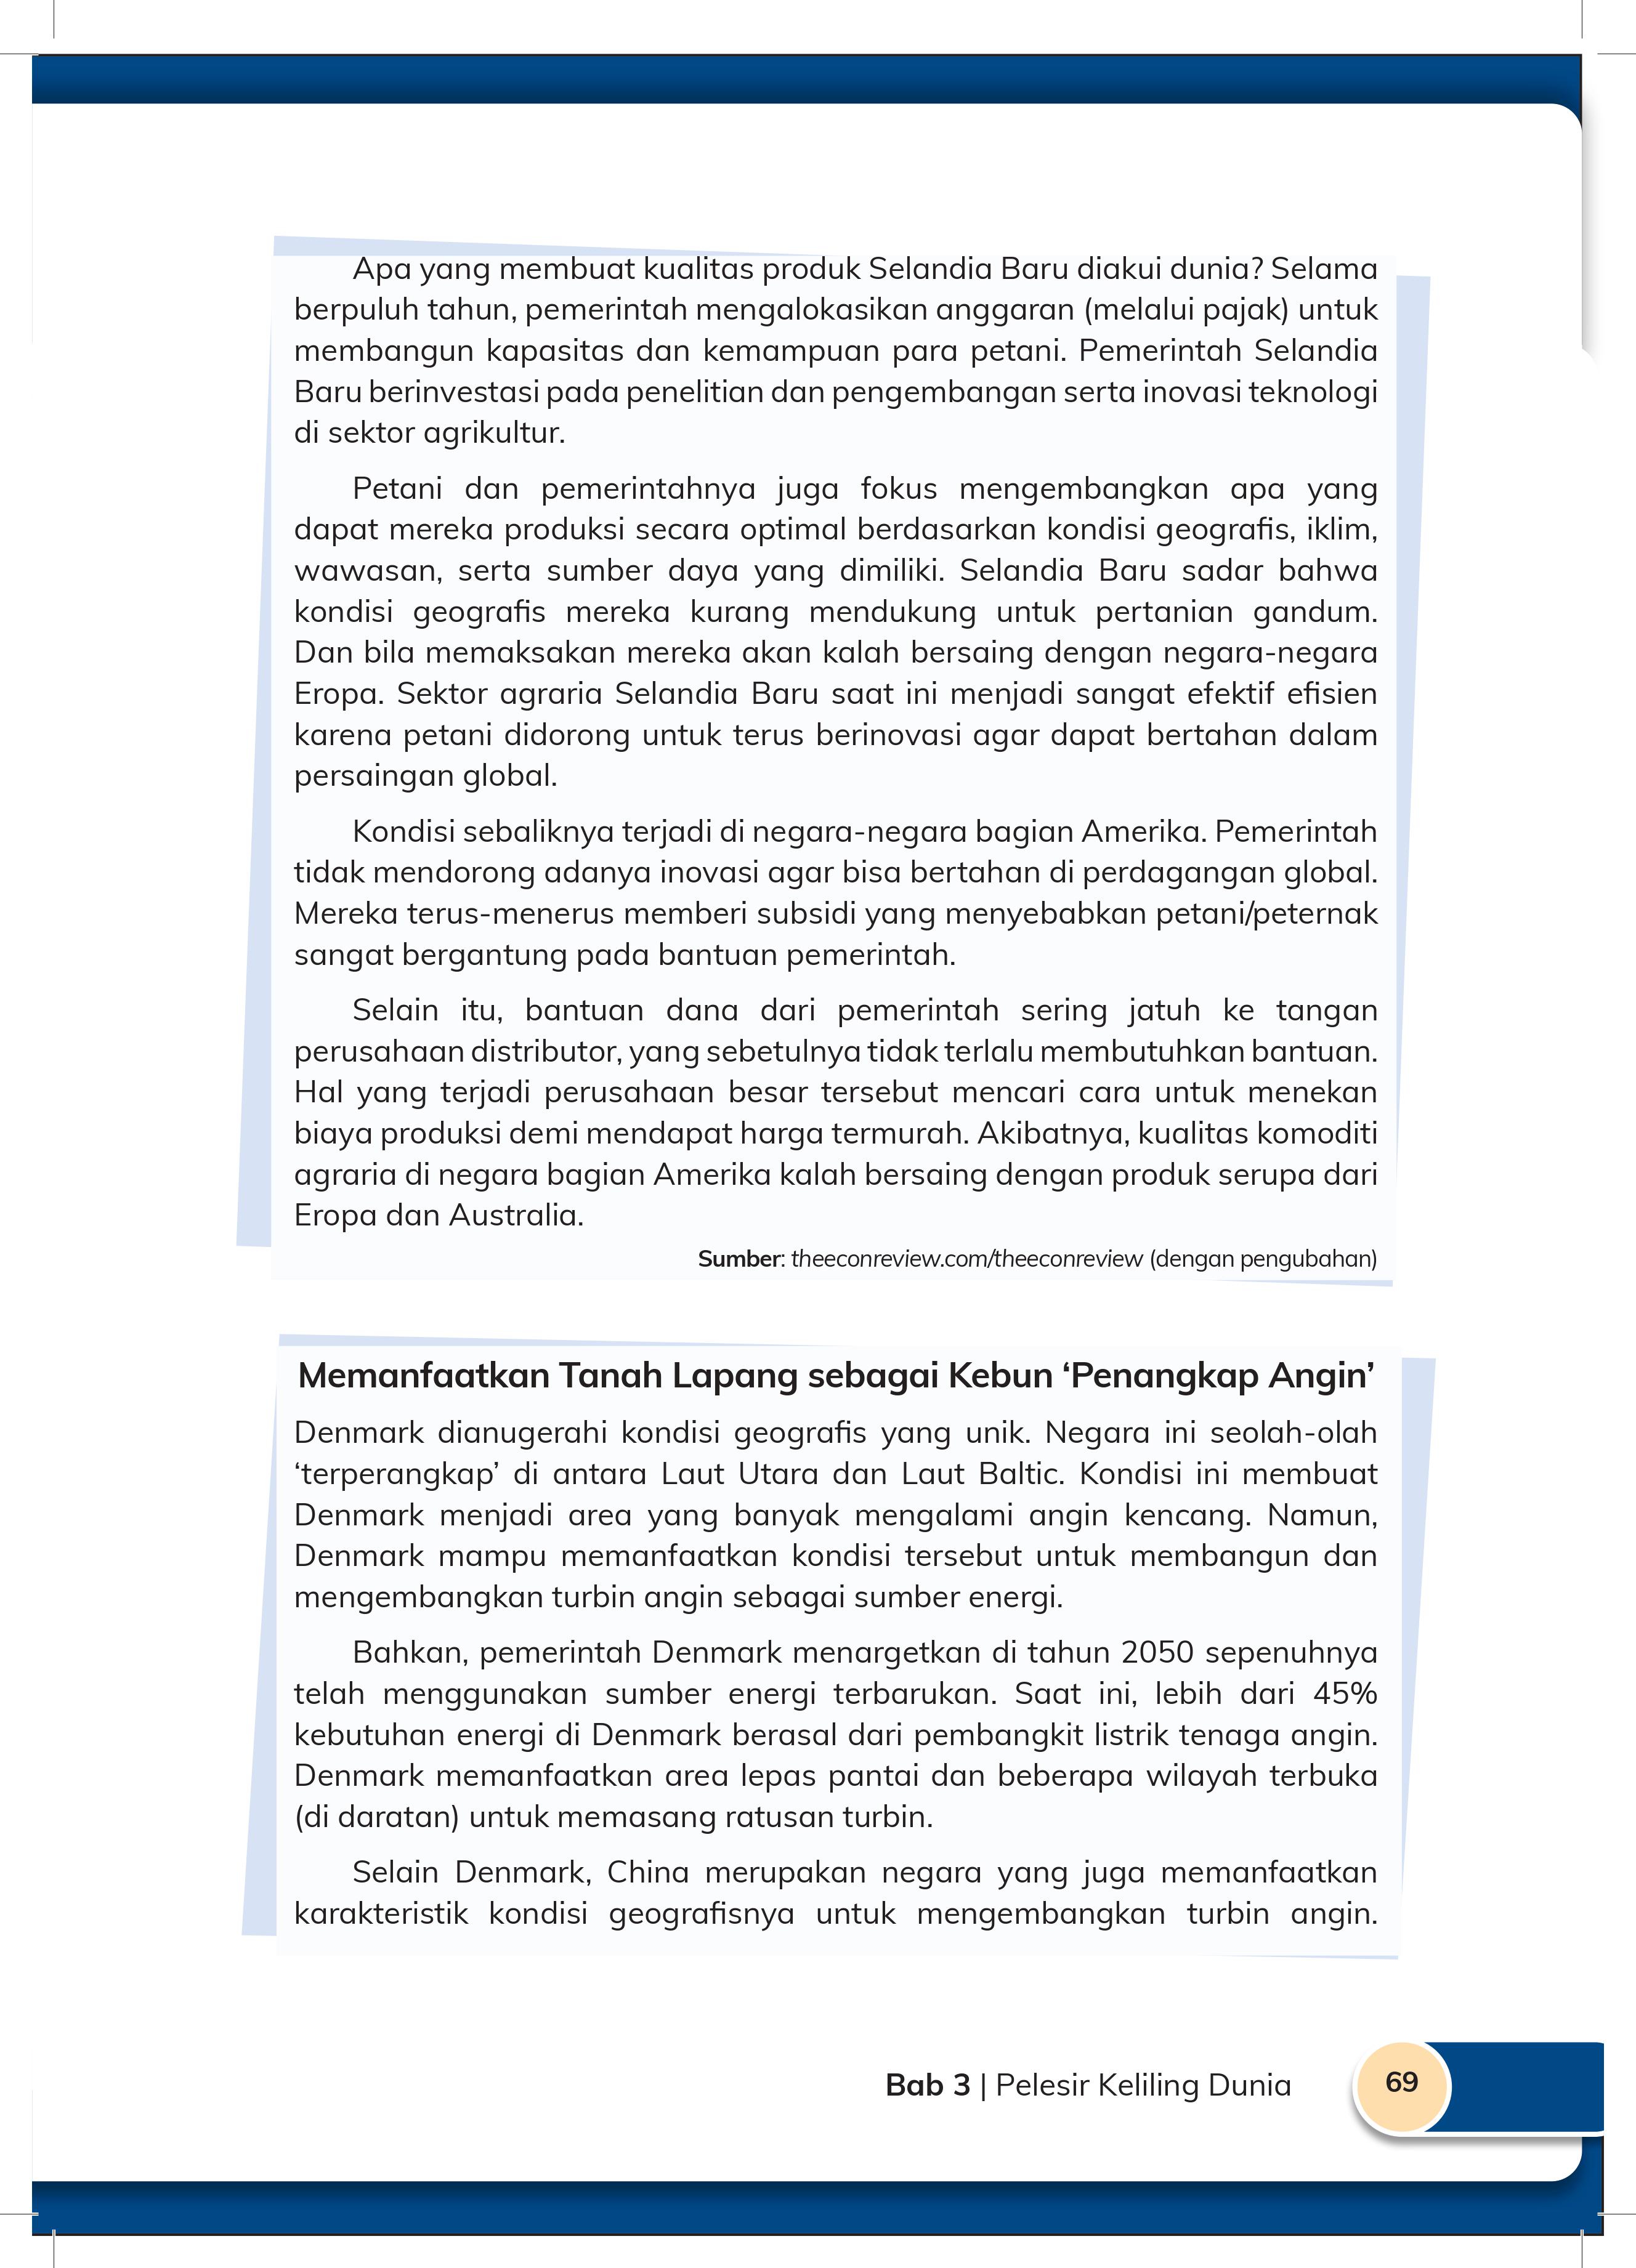 Apa yang membuat kualitas produk Selandia Baru diakui dunia? Selama
berpuluh tahun, pemerintah mengalokasikan anggaran (melalui pajak) untuk
membangun kapasitas dan kemampuan para petani. Pemerintah Selandia
Baru berinvestasi pada penelitian dan pengembangan serta inovasi teknologi
di sektor agrikultur.
Petani dan pemerintahnya juga fokus mengembangkan apa yang
dapat mereka produksi secara optimal berdasarkan kondisi geografis, iklim,
wawasan, serta sumber daya yang dimiliki. Selandia Baru sadar bahwa
kondisi geografis mereka kurang mendukung untuk pertanian gandum.
Dan bila memaksakan mereka akan kalah bersaing dengan negara-negara
Eropa. Sektor agraria Selandia Baru saat ini menjadi sangat efektif efisien
karena petani didorong untuk terus berinovasi agar dapat bertahan dalam
persaingan global.
Kondisi sebaliknya terjadi di negara-negara bagian Amerika. Pemerintah
tidak mendorong adanya inovasi agar bisa bertahan di perdagangan global.
Mereka terus-menerus memberi subsidi yang menyebabkan petani/peternak
sangat bergantung pada bantuan pemerintah.
Selain itu, bantuan dana dari pemerintah sering jatuh ke tangan
perusahaan distributor, yang sebetulnya tidak terlalu membutuhkan bantuan.
Hal yang terjadi perusahaan besar tersebut mencari cara untuk menekan
biaya produksi demi mendapat harga termurah. Akibatnya, kualitas komoditi
agraria di negara bagian Amerika kalah bersaing dengan produk serupa dari
Eropa dan Australia.
Sumber: theeconreview.com/theeconreview (dengan pengubahan)
Memanfaatkan Tanah Lapang sebagai Kebun ‘Penangkap Angin’
Denmark dianugerahi kondisi geografis yang unik. Negara ini seolah-olah
‘terperangkap’ di antara Laut Utara dan Laut Baltic. Kondisi ini membuat
Denmark menjadi area yang banyak mengalami angin kencang. Namun,
Denmark mampu memanfaatkan kondisi tersebut untuk membangun dan
mengembangkan turbin angin sebagai sumber energi.
Bahkan, pemerintah Denmark menargetkan di tahun 2050 sepenuhnya
telah menggunakan sumber energi terbarukan. Saat ini, lebih dari 45%
kebutuhan energi di Denmark berasal dari pembangkit listrik tenaga angin.
Denmark memanfaatkan area lepas pantai dan beberapa wilayah terbuka
(di daratan) untuk memasang ratusan turbin.
Selain Denmark, China merupakan negara yang juga memanfaatkan
karakteristik kondisi geografisnya untuk mengembangkan turbin angin.
Bab 3 | Pelesir Keliling Dunia
69